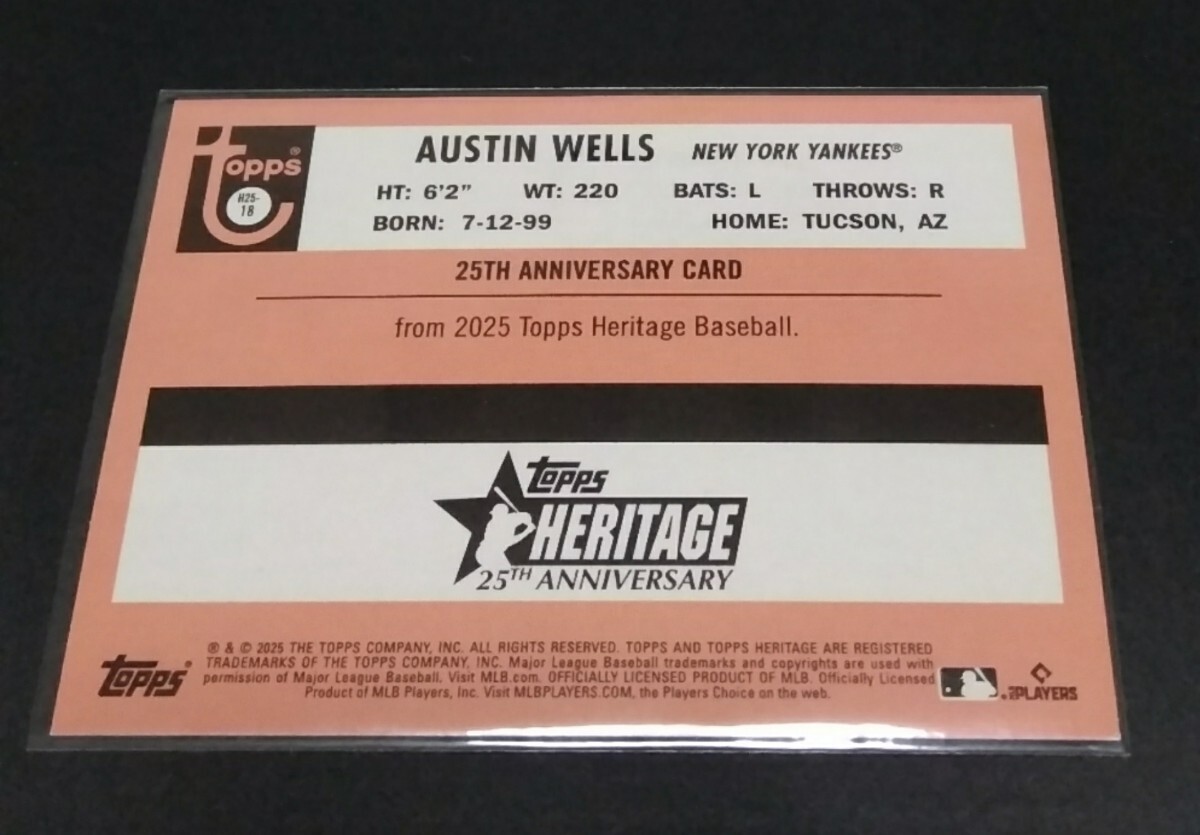 topps®
H25-
18
AUSTIN WELLS NEW YORK YANKEES®
HT: 6'2" WT: 220 BATS: L THROWS: R
BORN: 7-12-99 HOME: TUCSON, AZ
25TH ANNIVERSARY CARD
from 2025 Topps Heritage Baseball.
topps
HERITAGE
25TH ANNIVERSARY
® & © 2025 THE TOPPS COMPANY, INC. ALL RIGHTS RESERVED. TOPPS AND TOPPS HERITAGE ARE REGISTERED
TRADEMARKS OF THE TOPPS COMPANY, INC. Major League Baseball trademarks and copyrights are used with
permission of Major League Baseball. Visit MLB.com. OFFICIALLY LICENSED PRODUCT OF MLB. Officially Licensed
Product of MLB Players, Inc. Visit MLBPLAYERS.COM, the Players Choice on the web.
topps®
PLAYERS